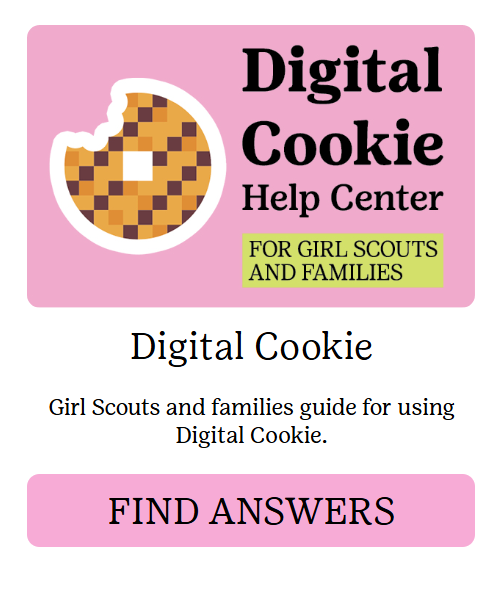 Digital
Cookie
Help Center
FOR GIRL SCOUTS
AND FAMILIES
Digital Cookie
Girl Scouts and families guide for using
Digital Cookie.
FIND ANSWERS